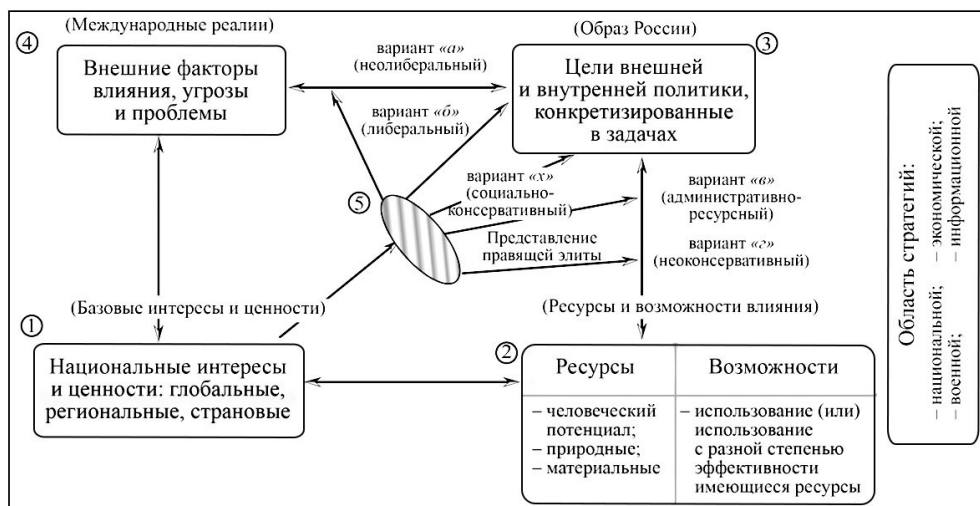 (Международные реалии)
④
Внешние факторы
влияния, угрозы
и проблемы
вариант «а»
(неолиберальный)
вариант «б»
(либеральный)
(Образ России)
③
Цели внешней
и внутренней политики,
конкретизированные
в задачах
вариант «х»
(социально-
консервативный)
⑤
Представление
правящей элиты
вариант «в»
(административно-
ресурсный)
вариант «г»
(неоконсервативный)
(Базовые интересы и ценности)
①
Национальные интересы
и ценности: глобальные,
региональные, страновые
(Ресурсы и возможности влияния)
②
Ресурсы
– человеческий
потенциал;
– природные;
– материальные
Возможности
– использование (или)
использование
с разной степенью
эффективности
имеющиеся ресурсы
Область стратегий:
– национальной; – экономической;
– военной; – информационной